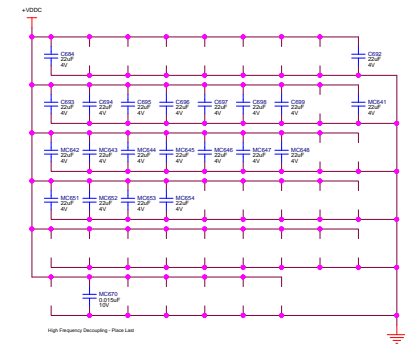 +VDDC
C684 C692
22uF 22uF
4V 4V
C693 C694 C695 C696 C697 C698 C699 MC641
22uF 22uF 22uF 22uF 22uF 22uF 22uF 22uF
4V 4V 4V 4V 4V 4V 4V 4V
MC642 MC643 MC644 MC645 MC646 MC647 MC648
22uF 22uF 22uF 22uF 22uF 22uF 22uF
4V 4V 4V 4V 4V 4V 4V
MC651 MC652 MC653 MC654
22uF 22uF 22uF 22uF
4V 4V 4V 4V
MC670
0.015uF
10V
High Frequency Decoupling - Place Last